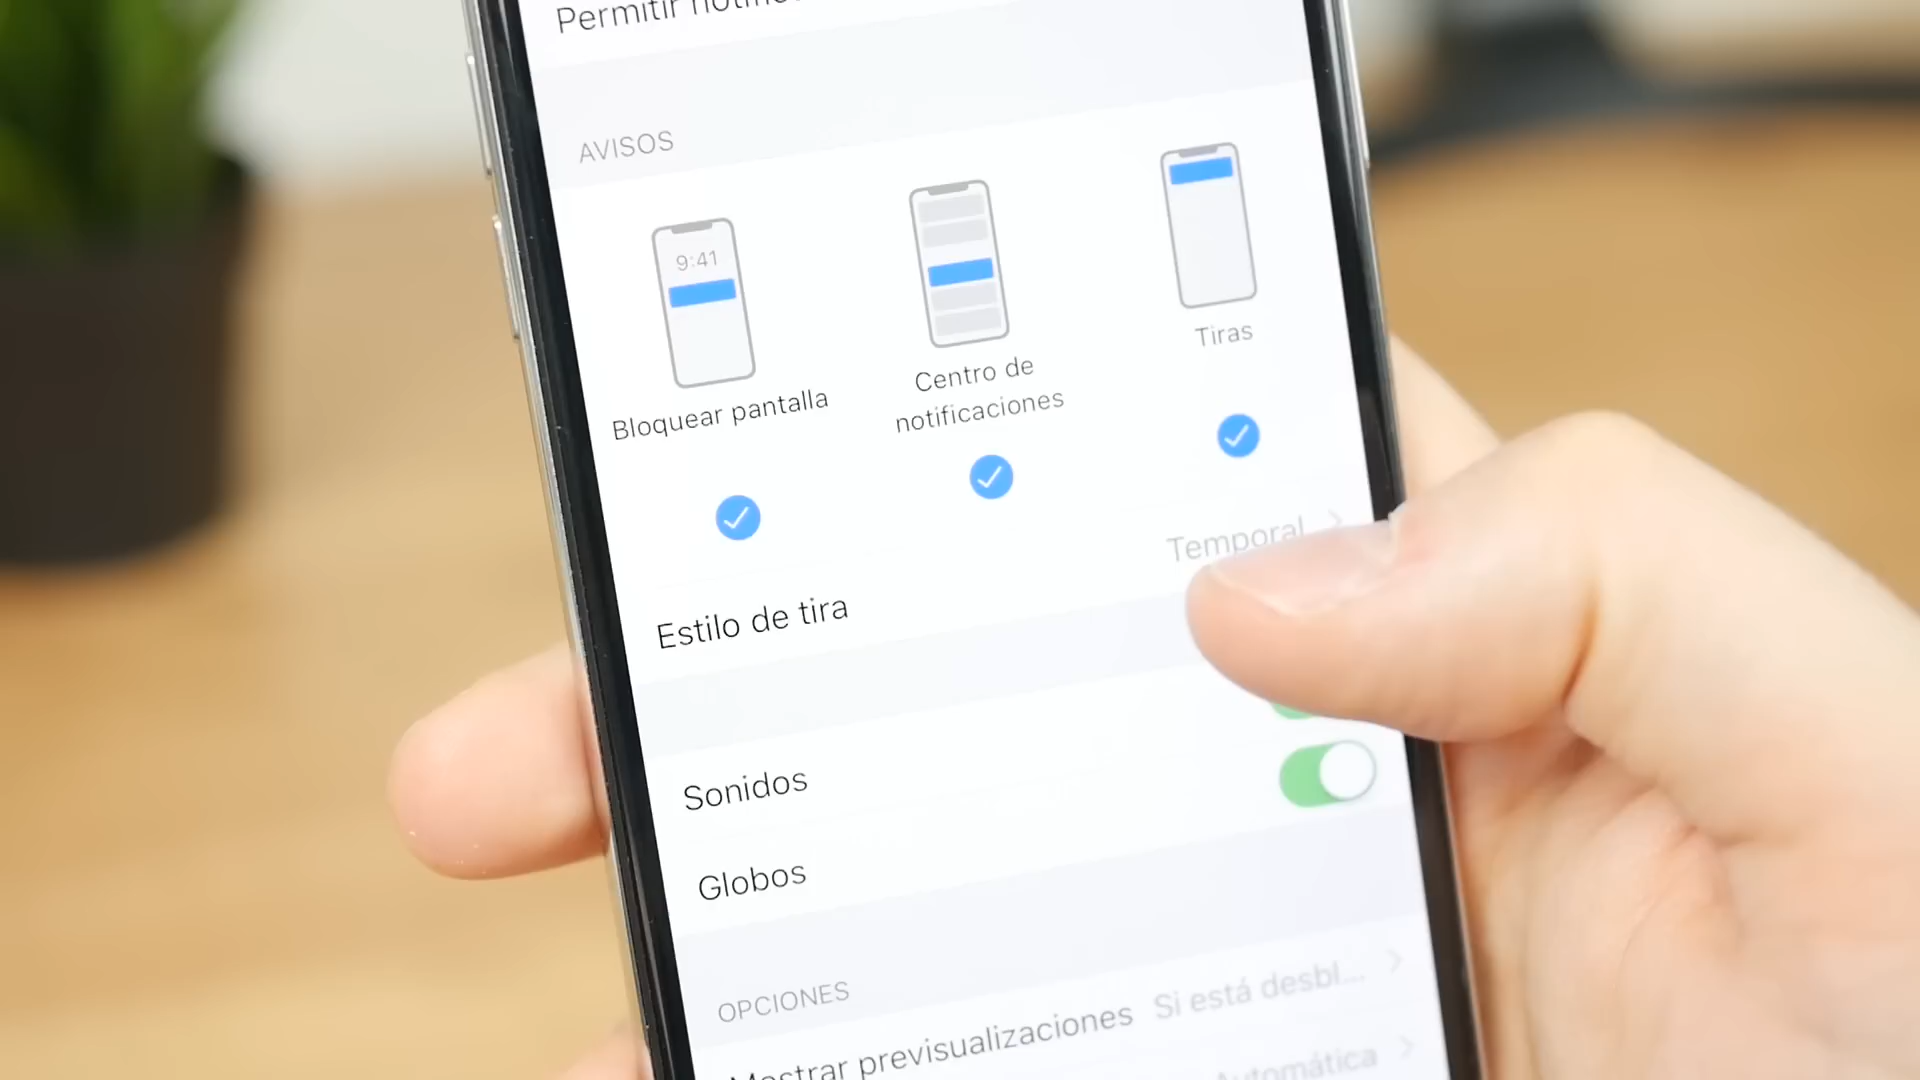 Permitir
AVISOS
9:41
Bloquear pantalla
Centro de
notificaciones
Tiras
Estilo de tira Temporal
Sonidos
Globos
OPCIONES
Mostrar previsualizaciones Si está desbl...
Automática